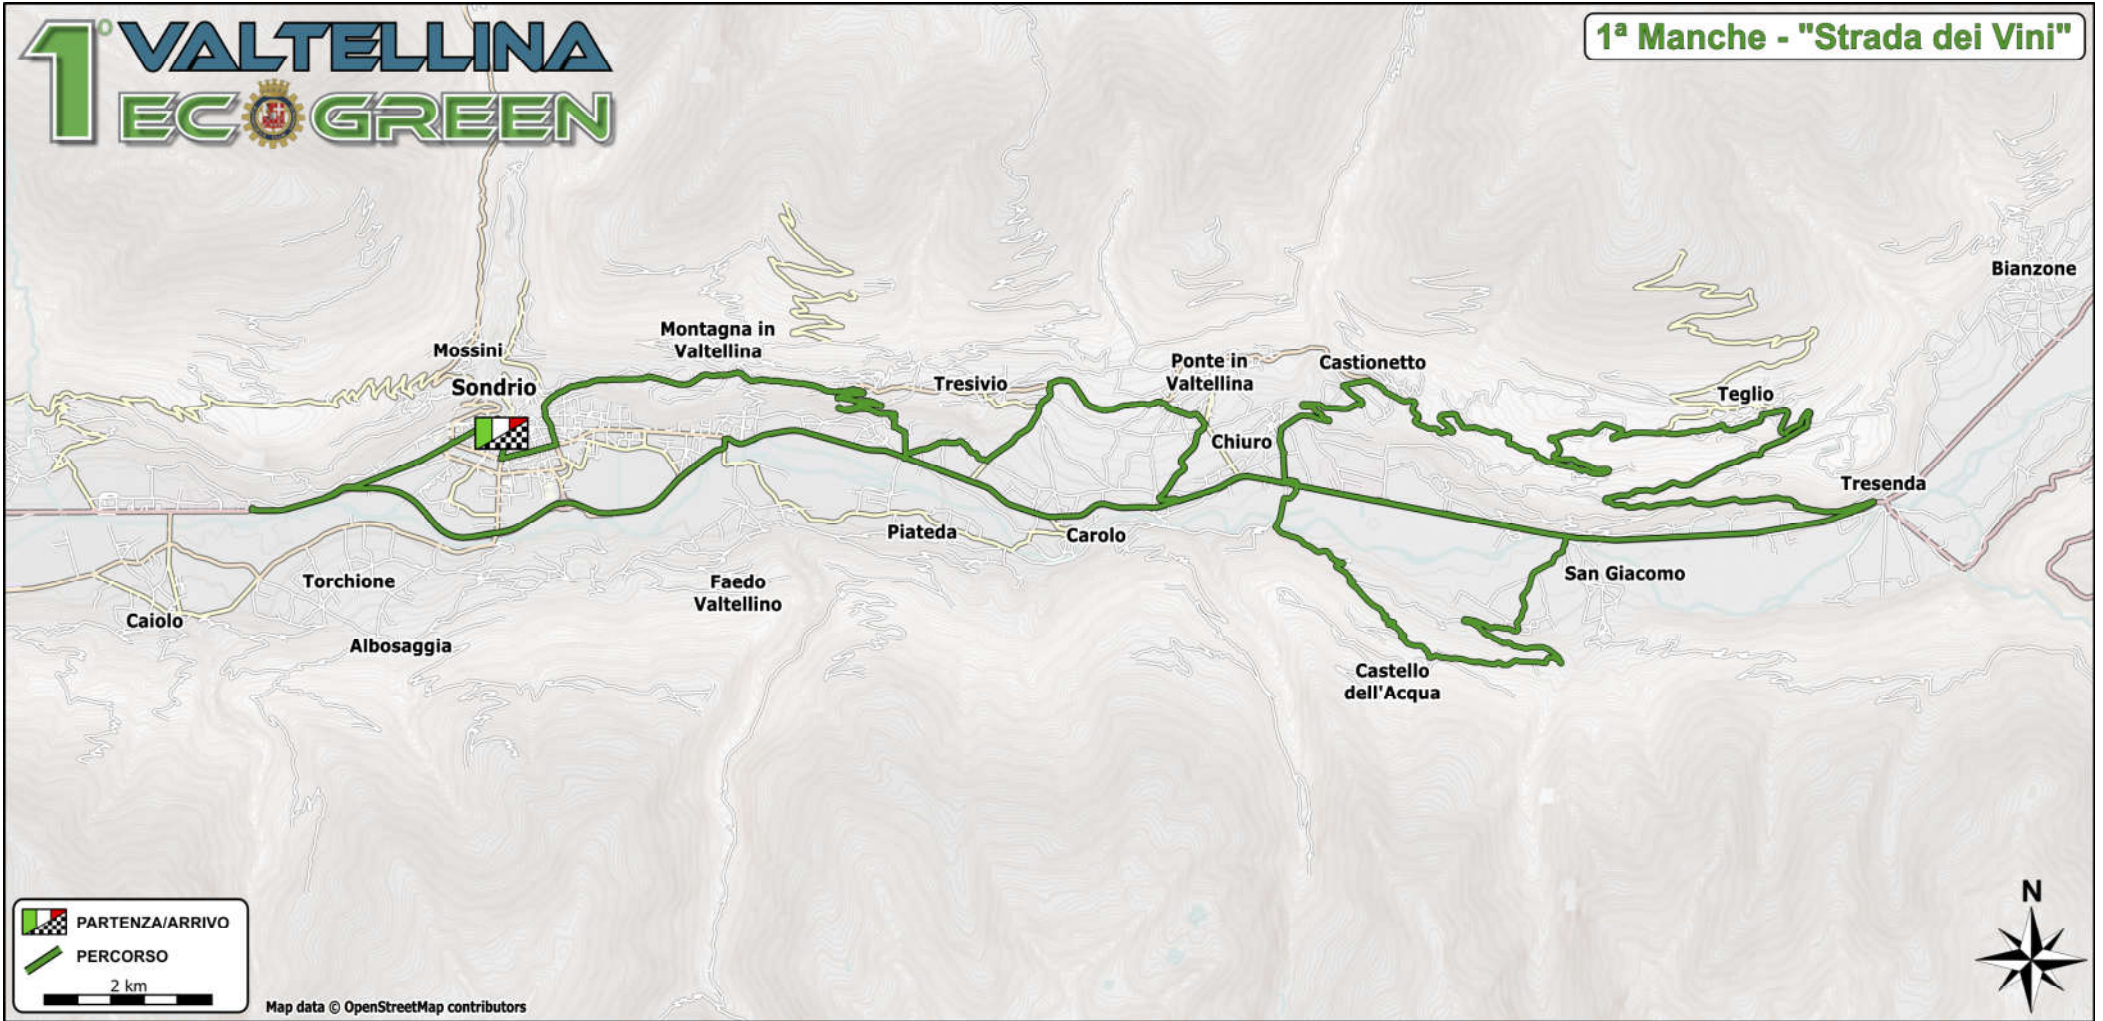 1° VALTELLINA
ECOGREEN
1ª Manche - "Strada dei Vini"
Bianzone
Montagna in
Valtellina
Mossini
Sondrio
Tresivio
Ponte in
Valtellina
Castionetto
Teglio
Chiuro
Tresenda
Piateda
Carolo
San Giacomo
Torchione
Faedo
Valtellino
Caiolo
Albosaggia
Castello
dell'Acqua
N
PARTENZA/ARRIVO
PERCORSO
2 km
Map data © OpenStreetMap contributors